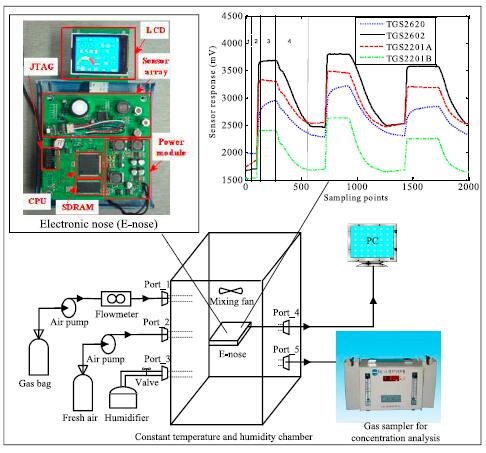 LCD
Sensor
array
JTAG
Power
module
CPU
SDRAM
Electronic nose (E-nose)
4500
4000
3500
3000
2500
2000
1500
Sensor response (mV)
1 2 3 4
TGS2620
TGS2602
TGS2201A
TGS2201B
0 500 1000 1500 2000
Sampling points
PC
Port_1
Mixing fan
Flowmeter
Air pump
Port_2
Port_4
E-nose
Air pump
Port_3
Port_5
Valve
Gas bag
Fresh air
Humidifier
Gas sampler for
concentration analysis
Constant temperature and humidity chamber